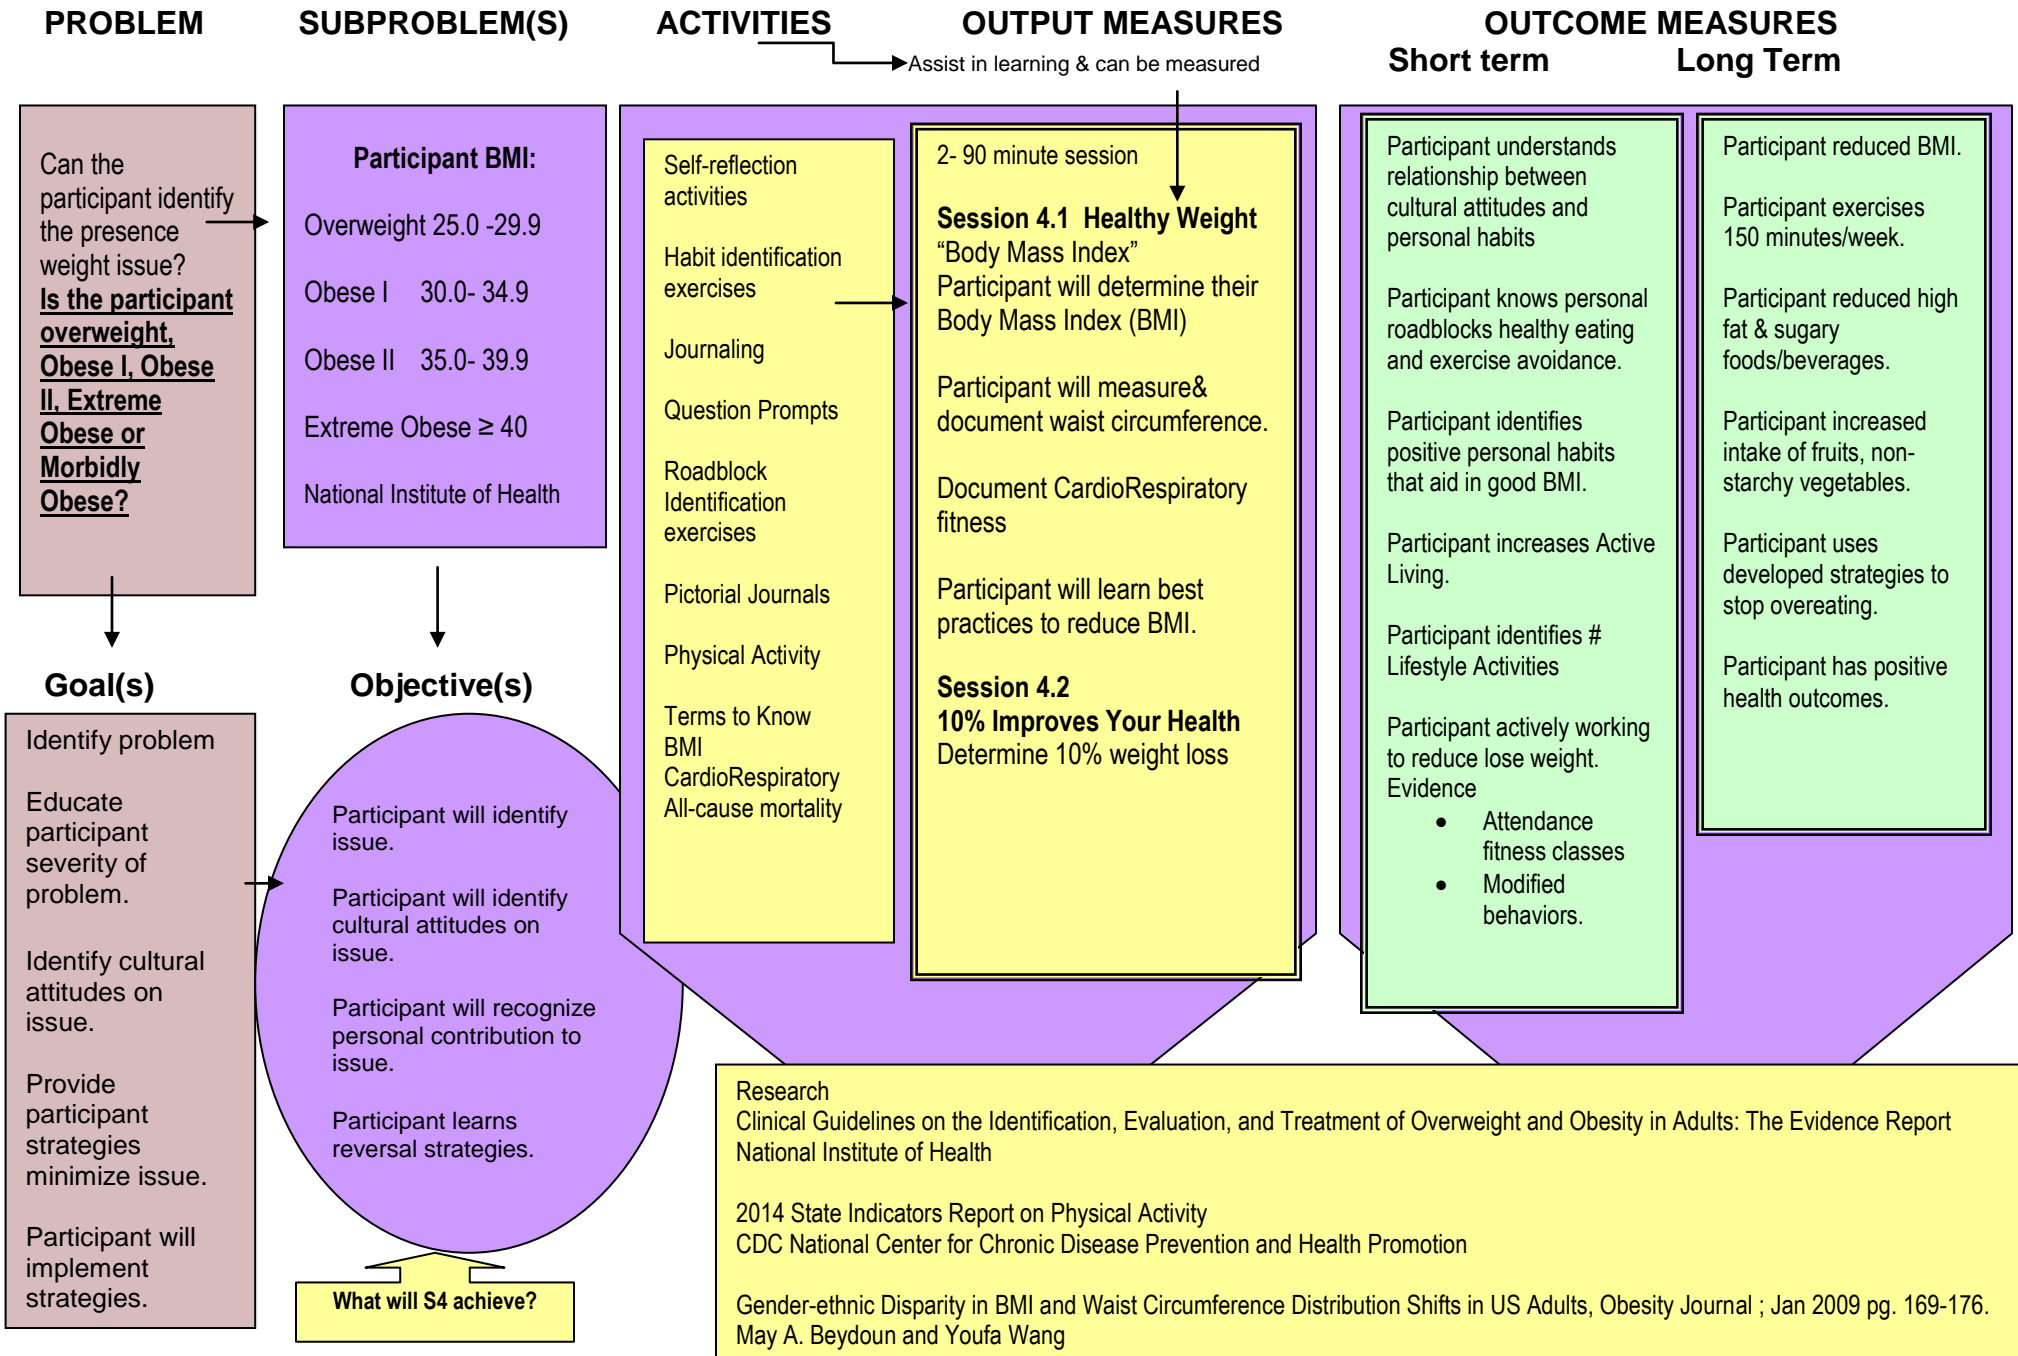 PROBLEM
SUBPROBLEM(S)
ACTIVITIES
OUTPUT MEASURES
OUTCOME MEASURES
Assist in learning & can be measured
Short term
Long Term
Can the
participant identify
the presence
weight issue?
Is the participant
overweight,
Obese I, Obese
II, Extreme
Obese or
Morbidly
Obese?
Participant BMI:
Overweight 25.0 -29.9
Obese I 30.0- 34.9
Obese II 35.0- 39.9
Extreme Obese ≥ 40
National Institute of Health
Self-reflection
activities
Habit identification
exercises
Journaling
Question Prompts
Roadblock
Identification
exercises
Pictorial Journals
Physical Activity
Terms to Know
BMI
CardioRespiratory
All-cause mortality
2- 90 minute session
Session 4.1 Healthy Weight
“Body Mass Index”
Participant will determine their
Body Mass Index (BMI)
Participant will measure&
document waist circumference.
Document CardioRespiratory
fitness
Participant will learn best
practices to reduce BMI.
Session 4.2
10% Improves Your Health
Determine 10% weight loss
Participant understands
relationship between
cultural attitudes and
personal habits
Participant knows personal
roadblocks healthy eating
and exercise avoidance.
Participant identifies
positive personal habits
that aid in good BMI.
Participant increases Active
Living.
Participant identifies #
Lifestyle Activities
Participant actively working
to reduce lose weight.
Evidence
• Attendance
fitness classes
• Modified
behaviors.
Participant reduced BMI.
Participant exercises
150 minutes/week.
Participant reduced high
fat & sugary
foods/beverages.
Participant increased
intake of fruits, non-
starchy vegetables.
Participant uses
developed strategies to
stop overeating.
Participant has positive
health outcomes.
Goal(s)
Identify problem
Educate
participant
severity of
problem.
Identify cultural
attitudes on
issue.
Provide
participant
strategies
minimize issue.
Participant will
implement
strategies.
Objective(s)
Participant will identify
issue.
Participant will identify
cultural attitudes on
issue.
Participant will recognize
personal contribution to
issue.
Participant learns
reversal strategies.
What will S4 achieve?
Research
Clinical Guidelines on the Identification, Evaluation, and Treatment of Overweight and Obesity in Adults: The Evidence Report
National Institute of Health
2014 State Indicators Report on Physical Activity
CDC National Center for Chronic Disease Prevention and Health Promotion
Gender-ethnic Disparity in BMI and Waist Circumference Distribution Shifts in US Adults, Obesity Journal ; Jan 2009 pg. 169-176.
May A. Beydoun and Youfa Wang